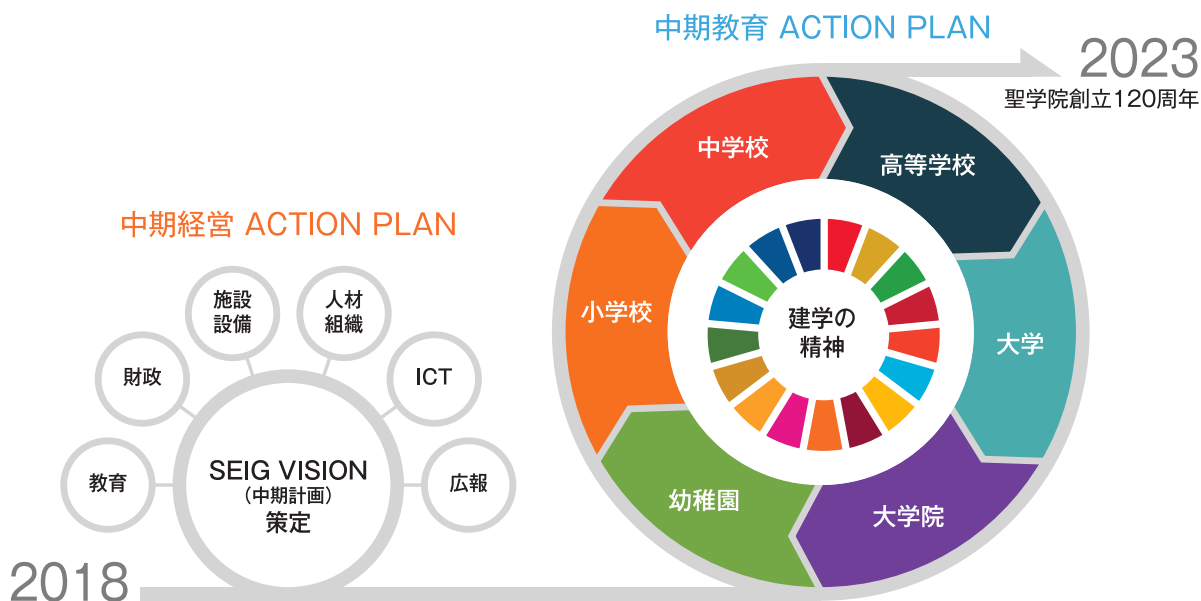 中期教育 ACTION PLAN
2023
聖学院創立120周年
中学校
高等学校
小学校
建学の
精神
大学
幼稚園
大学院
中期経営 ACTION PLAN
施設
設備
人材
組織
財政
ICT
教育
SEIG VISION
（中期計画）
策定
広報
2018